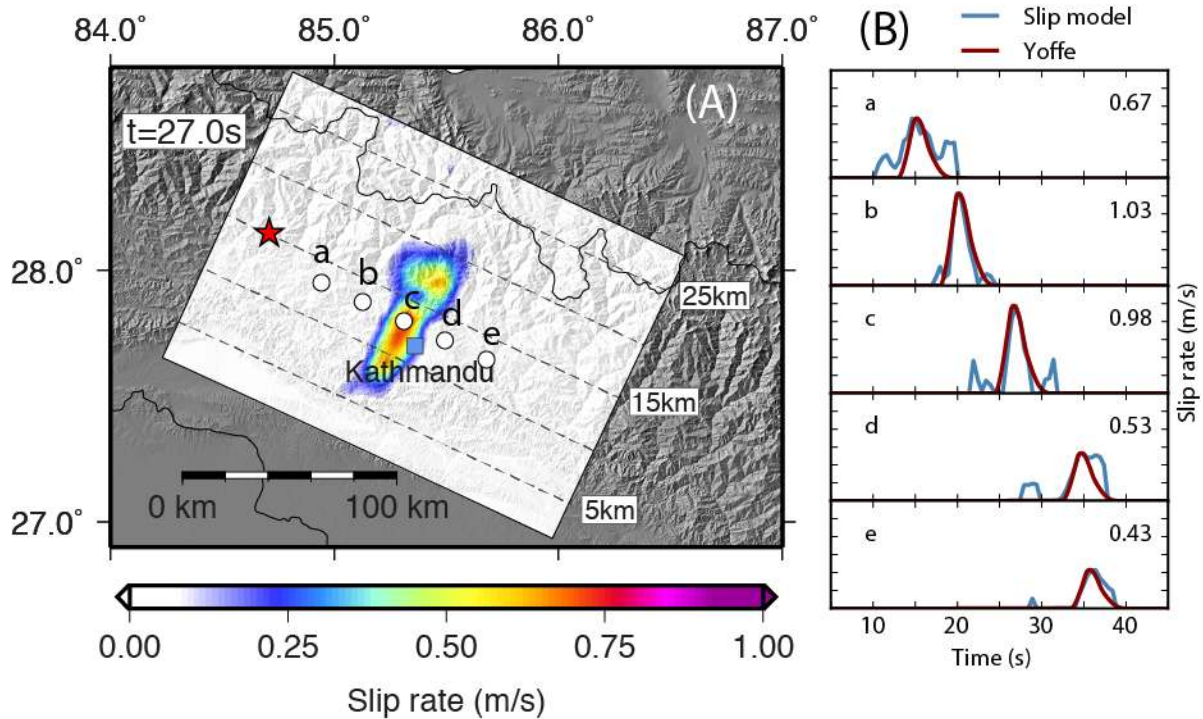 84.0° 85.0° 86.0° 87.0°
28.0°
27.0°
(A)
t=27.0s
a
b
c
d
e
Kathmandu
25km
15km
5km
0 km 100 km
0.00 0.25 0.50 0.75 1.00
Slip rate (m/s)
(B)
Slip model
Yoffe
a 0.67
b 1.03
c 0.98
d 0.53
e 0.43
Slip rate (m/s)
10 20 30 40
Time (s)